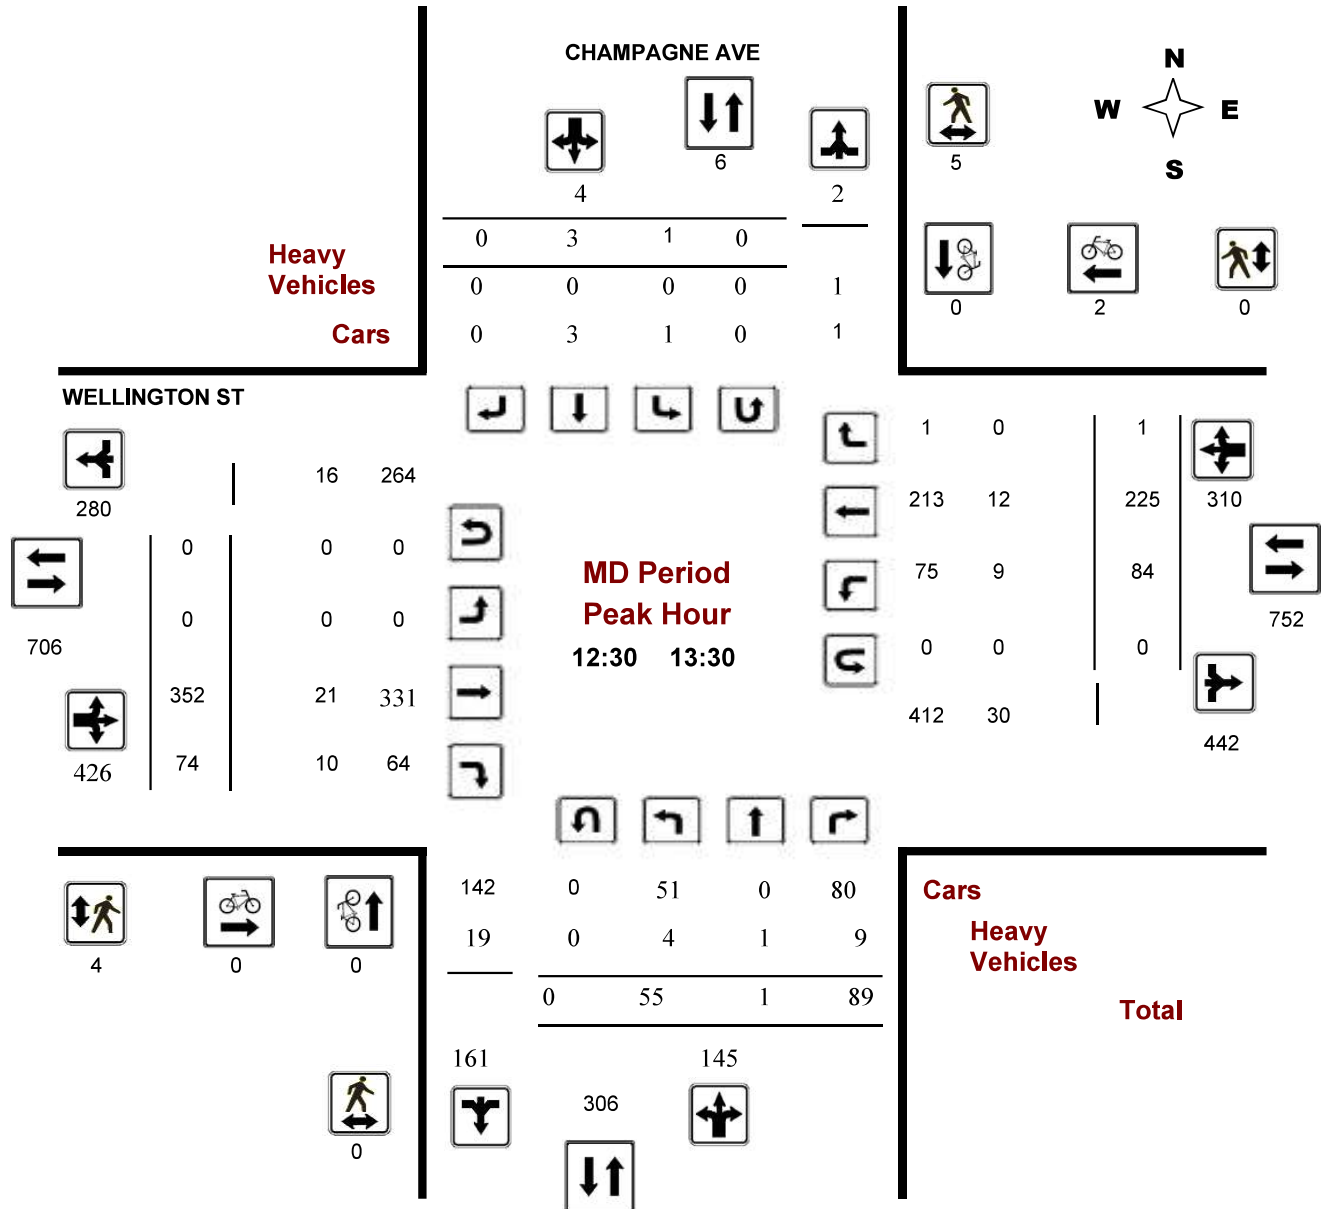 CHAMPAGNE AVE
N
W E
S
6
5
4 2
0 3 1 0
Heavy
Vehicles
0 0 0 0 1
Cars
0 3 1 0 1
0 2 0
WELLINGTON ST
1 0 1
16 264
280
213 12 225 310
0 0 0
MD Period
75 9 84
Peak Hour
0 0 0
752
706
12:30 13:30
0 0 0
352 21 331
412 30
442
426 74 10 64
142 0 51 0 80
Cars
19 0 4 1 9
Heavy
Vehicles
4 0 0
0 55 1 89
Total
161 145
306
0